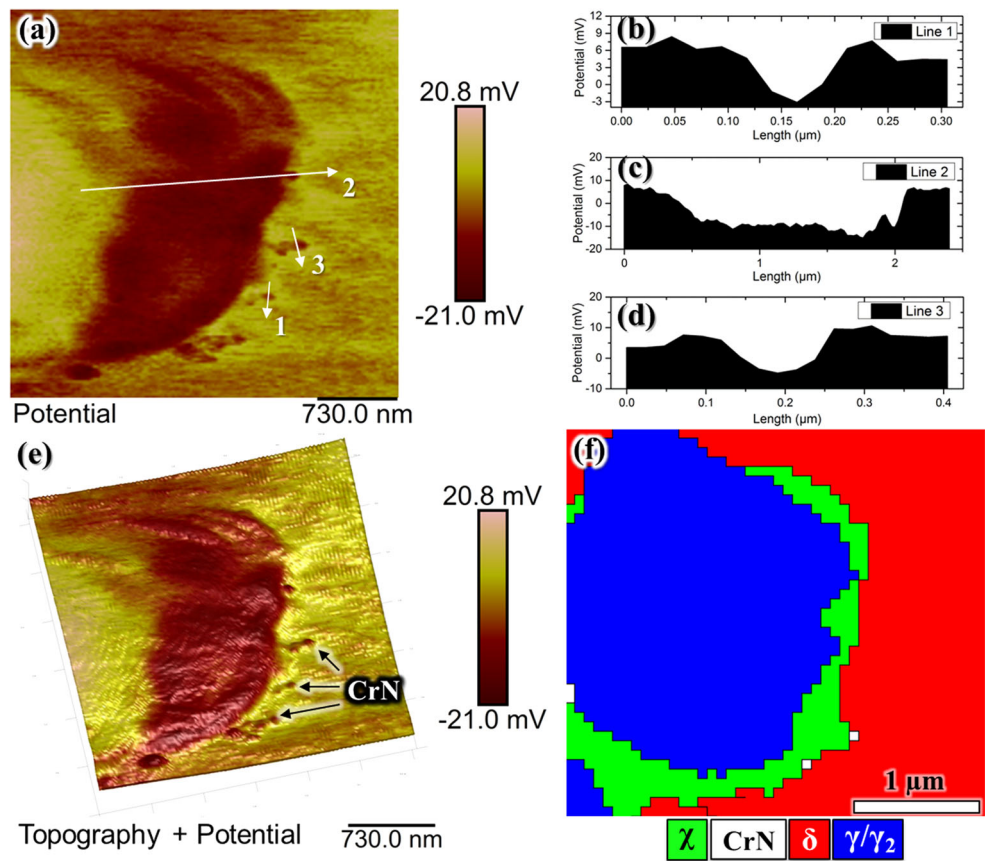 (a)
20.8 mV
-21.0 mV
2
3
1
Potential
730.0 nm
(b)
Line 1
Potential (mV)
12
9
6
3
0
-3
0.00 0.05 0.10 0.15 0.20 0.25 0.30
Length (µm)
(c)
Line 2
Potential (mV)
20
10
0
-10
-20
0 1 2
Length (µm)
(d)
Line 3
Potential (mV)
20
10
0
-10
0.0 0.1 0.2 0.3 0.4
Length (µm)
(e)
20.8 mV
-21.0 mV
CrN
Topography + Potential
730.0 nm
(f)
1 µm
χ CrN δ γ/γ2